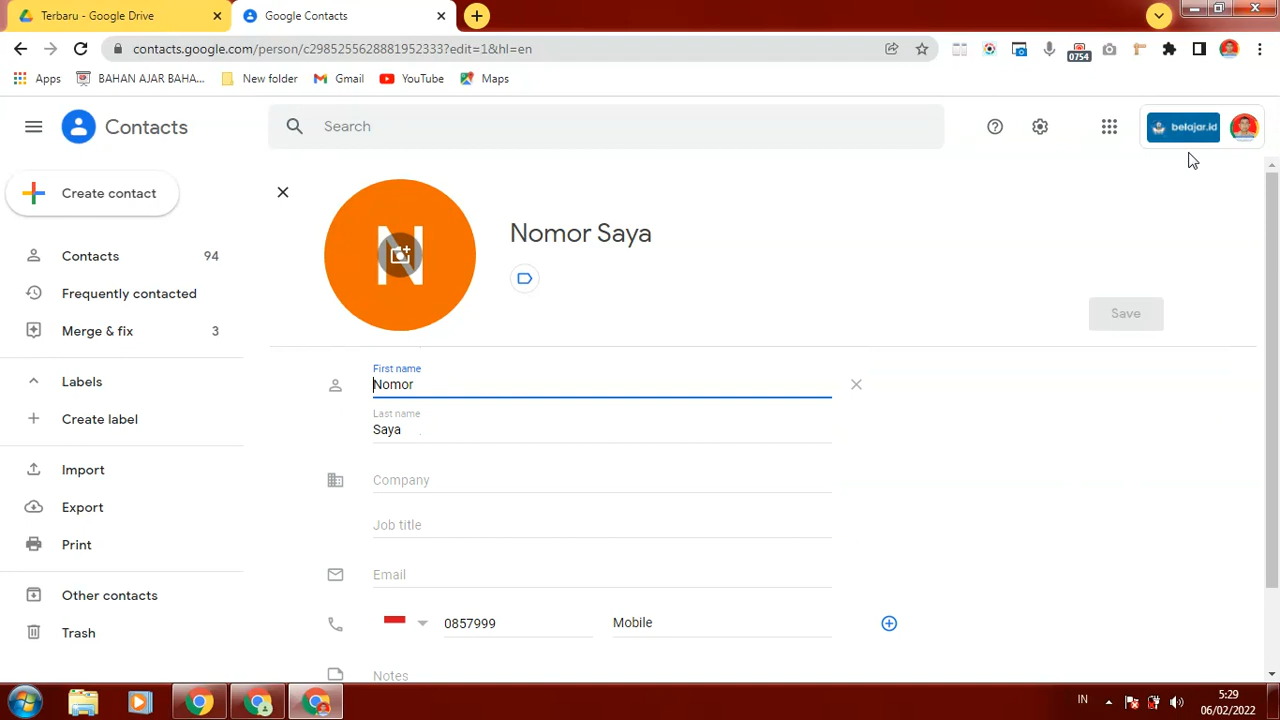 Terbaru - Google Drive
Google Contacts
contacts.google.com/person/c2985255628881952333?edit=1&hl=en
0754
Apps
BAHAN AJAR BAHA...
New folder
Gmail
YouTube
Maps
Contacts
Search
belajar.id
Create contact
Contacts 94
Frequently contacted
Merge & fix 3
Labels
Create label
Import
Export
Print
Other contacts
Trash
N
Nomor Saya
Save
First name
Nomor
Last name
Saya
Company
Job title
Email
0857999
Mobile
Notes
IN
5:29
06/02/2022